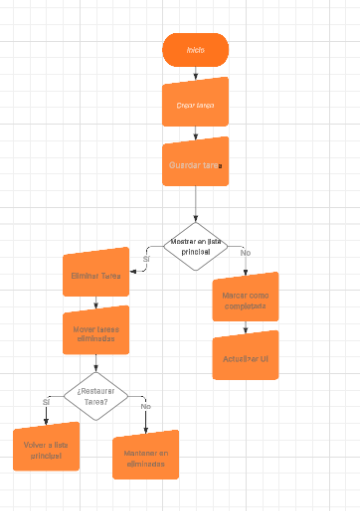 Inicio
Crear tarea
Guardar tarea
Mostrar en lista
principal
Sí
No
Eliminar Tarea
Marcar como
completada
Mover tareas
eliminadas
Actualizar UI
¿Restaurar
Tarea?
Sí
No
Volver a lista
principal
Mantener en
eliminadas